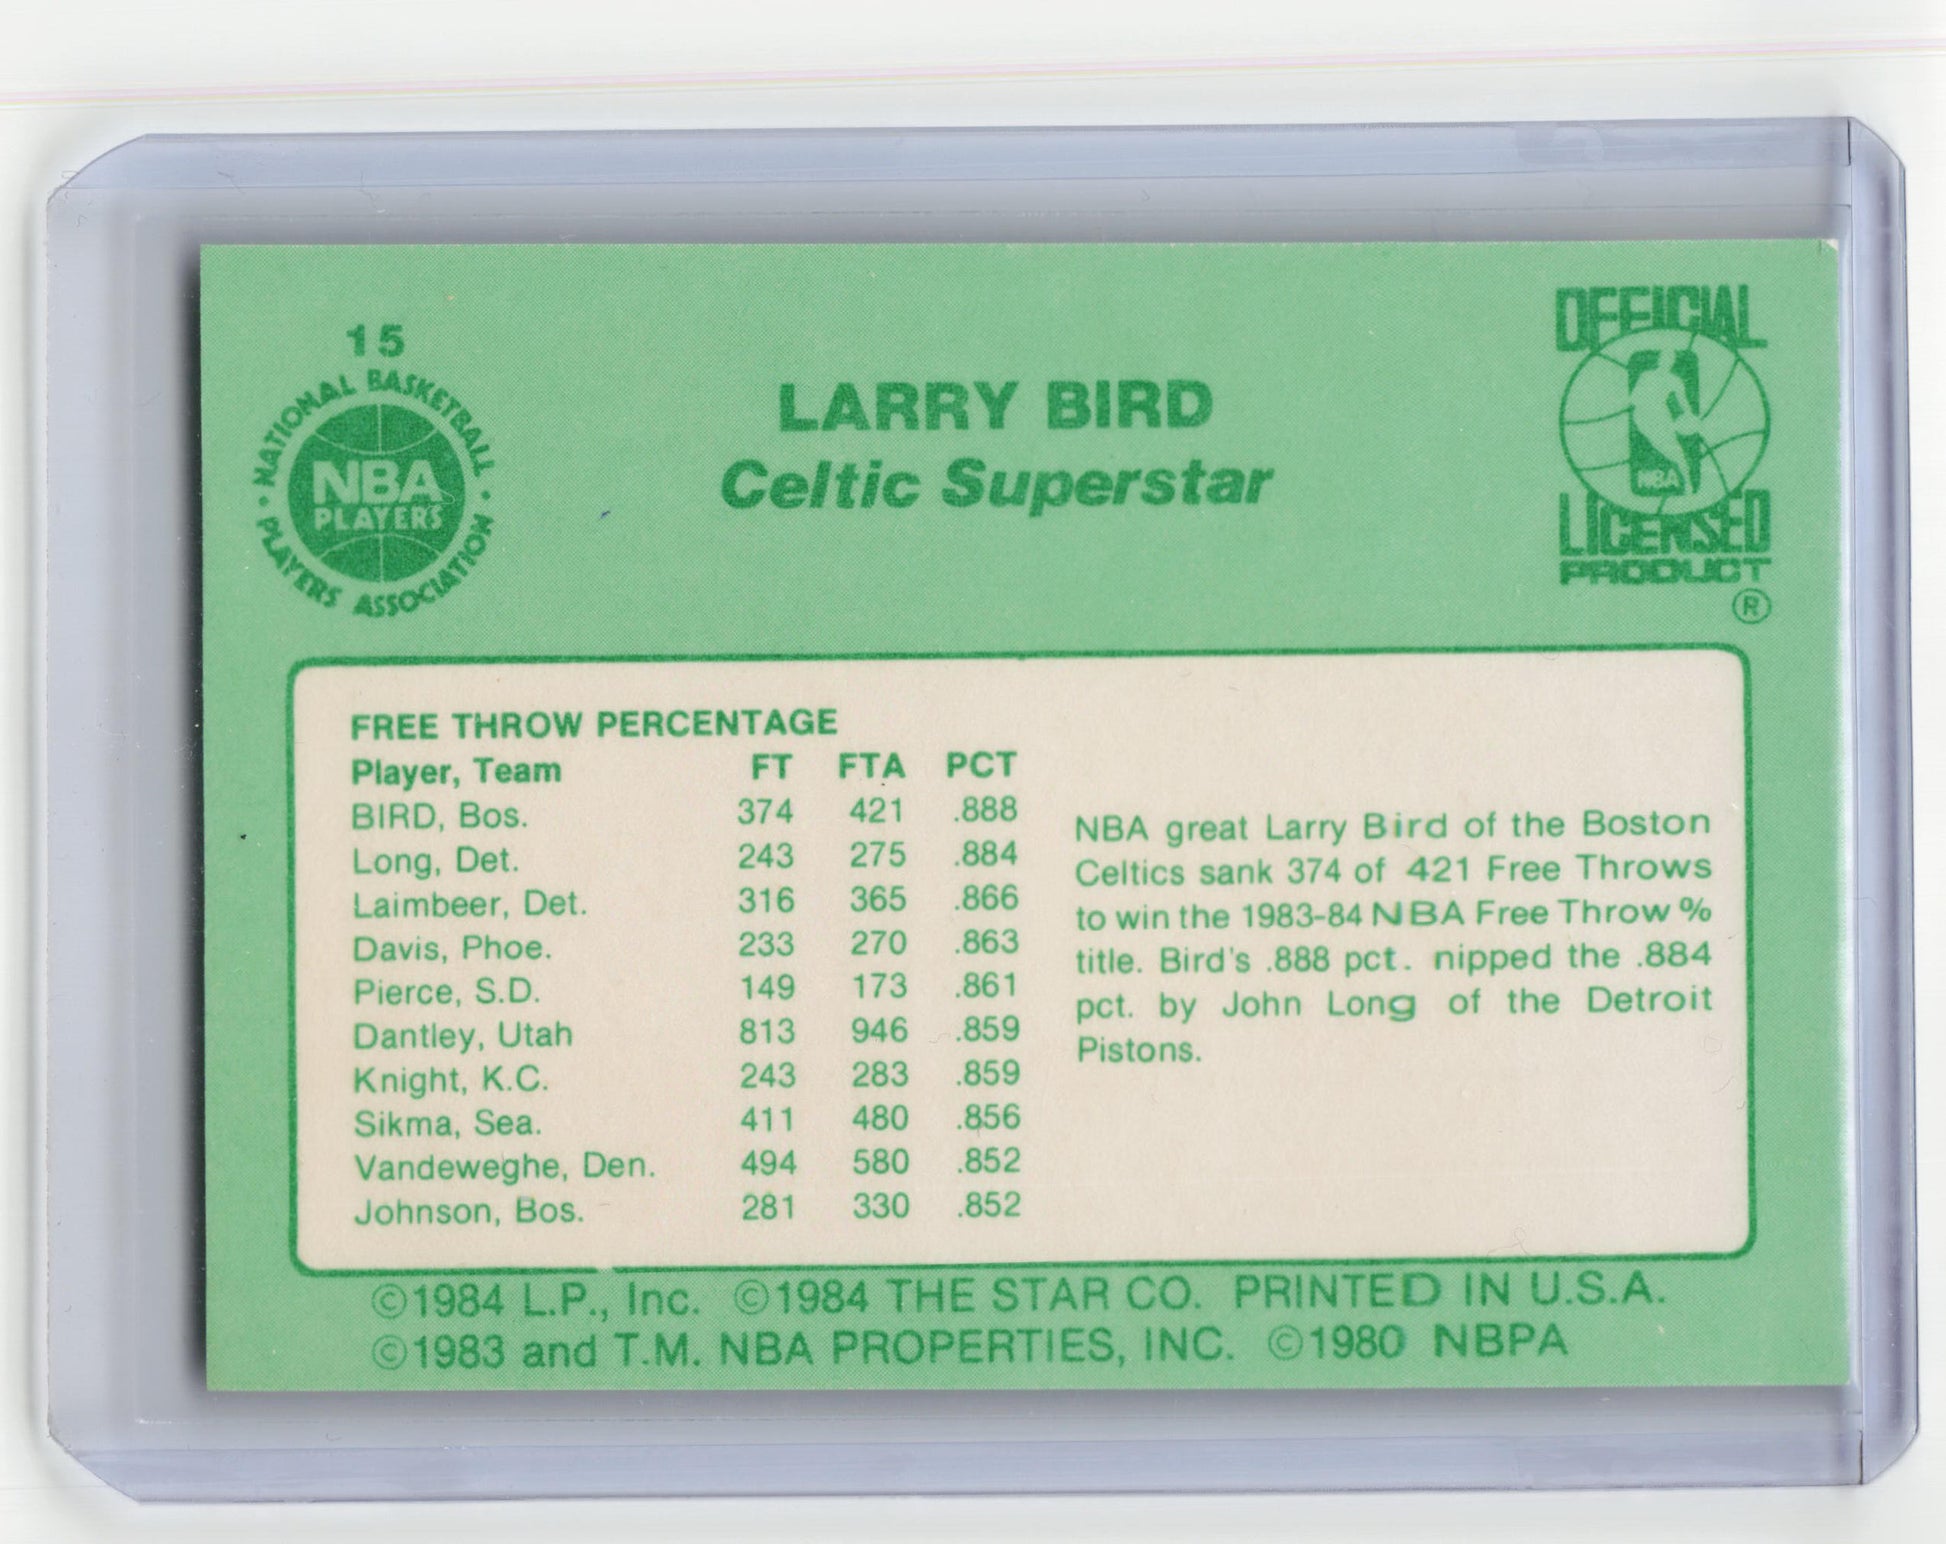 15
NATIONAL BASKETBALL
PLAYERS ASSOCIATION
NBA
PLAYERS
LARRY BIRD
Celtic Superstar
OFFICIAL
NBA
LICENSED
PRODUCT
®
FREE THROW PERCENTAGE
Player, Team FT FTA PCT
BIRD, Bos. 374 421 .888
Long, Det. 243 275 .884
Laimbeer, Det. 316 365 .866
Davis, Phoe. 233 270 .863
Pierce, S.D. 149 173 .861
Dantley, Utah 813 946 .859
Knight, K.C. 243 283 .859
Sikma, Sea. 411 480 .856
Vandeweghe, Den. 494 580 .852
Johnson, Bos. 281 330 .852
NBA great Larry Bird of the Boston
Celtics sank 374 of 421 Free Throws
to win the 1983-84 NBA Free Throw %
title. Bird's .888 pct. nipped the .884
pct. by John Long of the Detroit
Pistons.
©1984 L.P., Inc. ©1984 THE STAR CO. PRINTED IN U.S.A.
©1983 and T.M. NBA PROPERTIES, INC. ©1980 NBPA